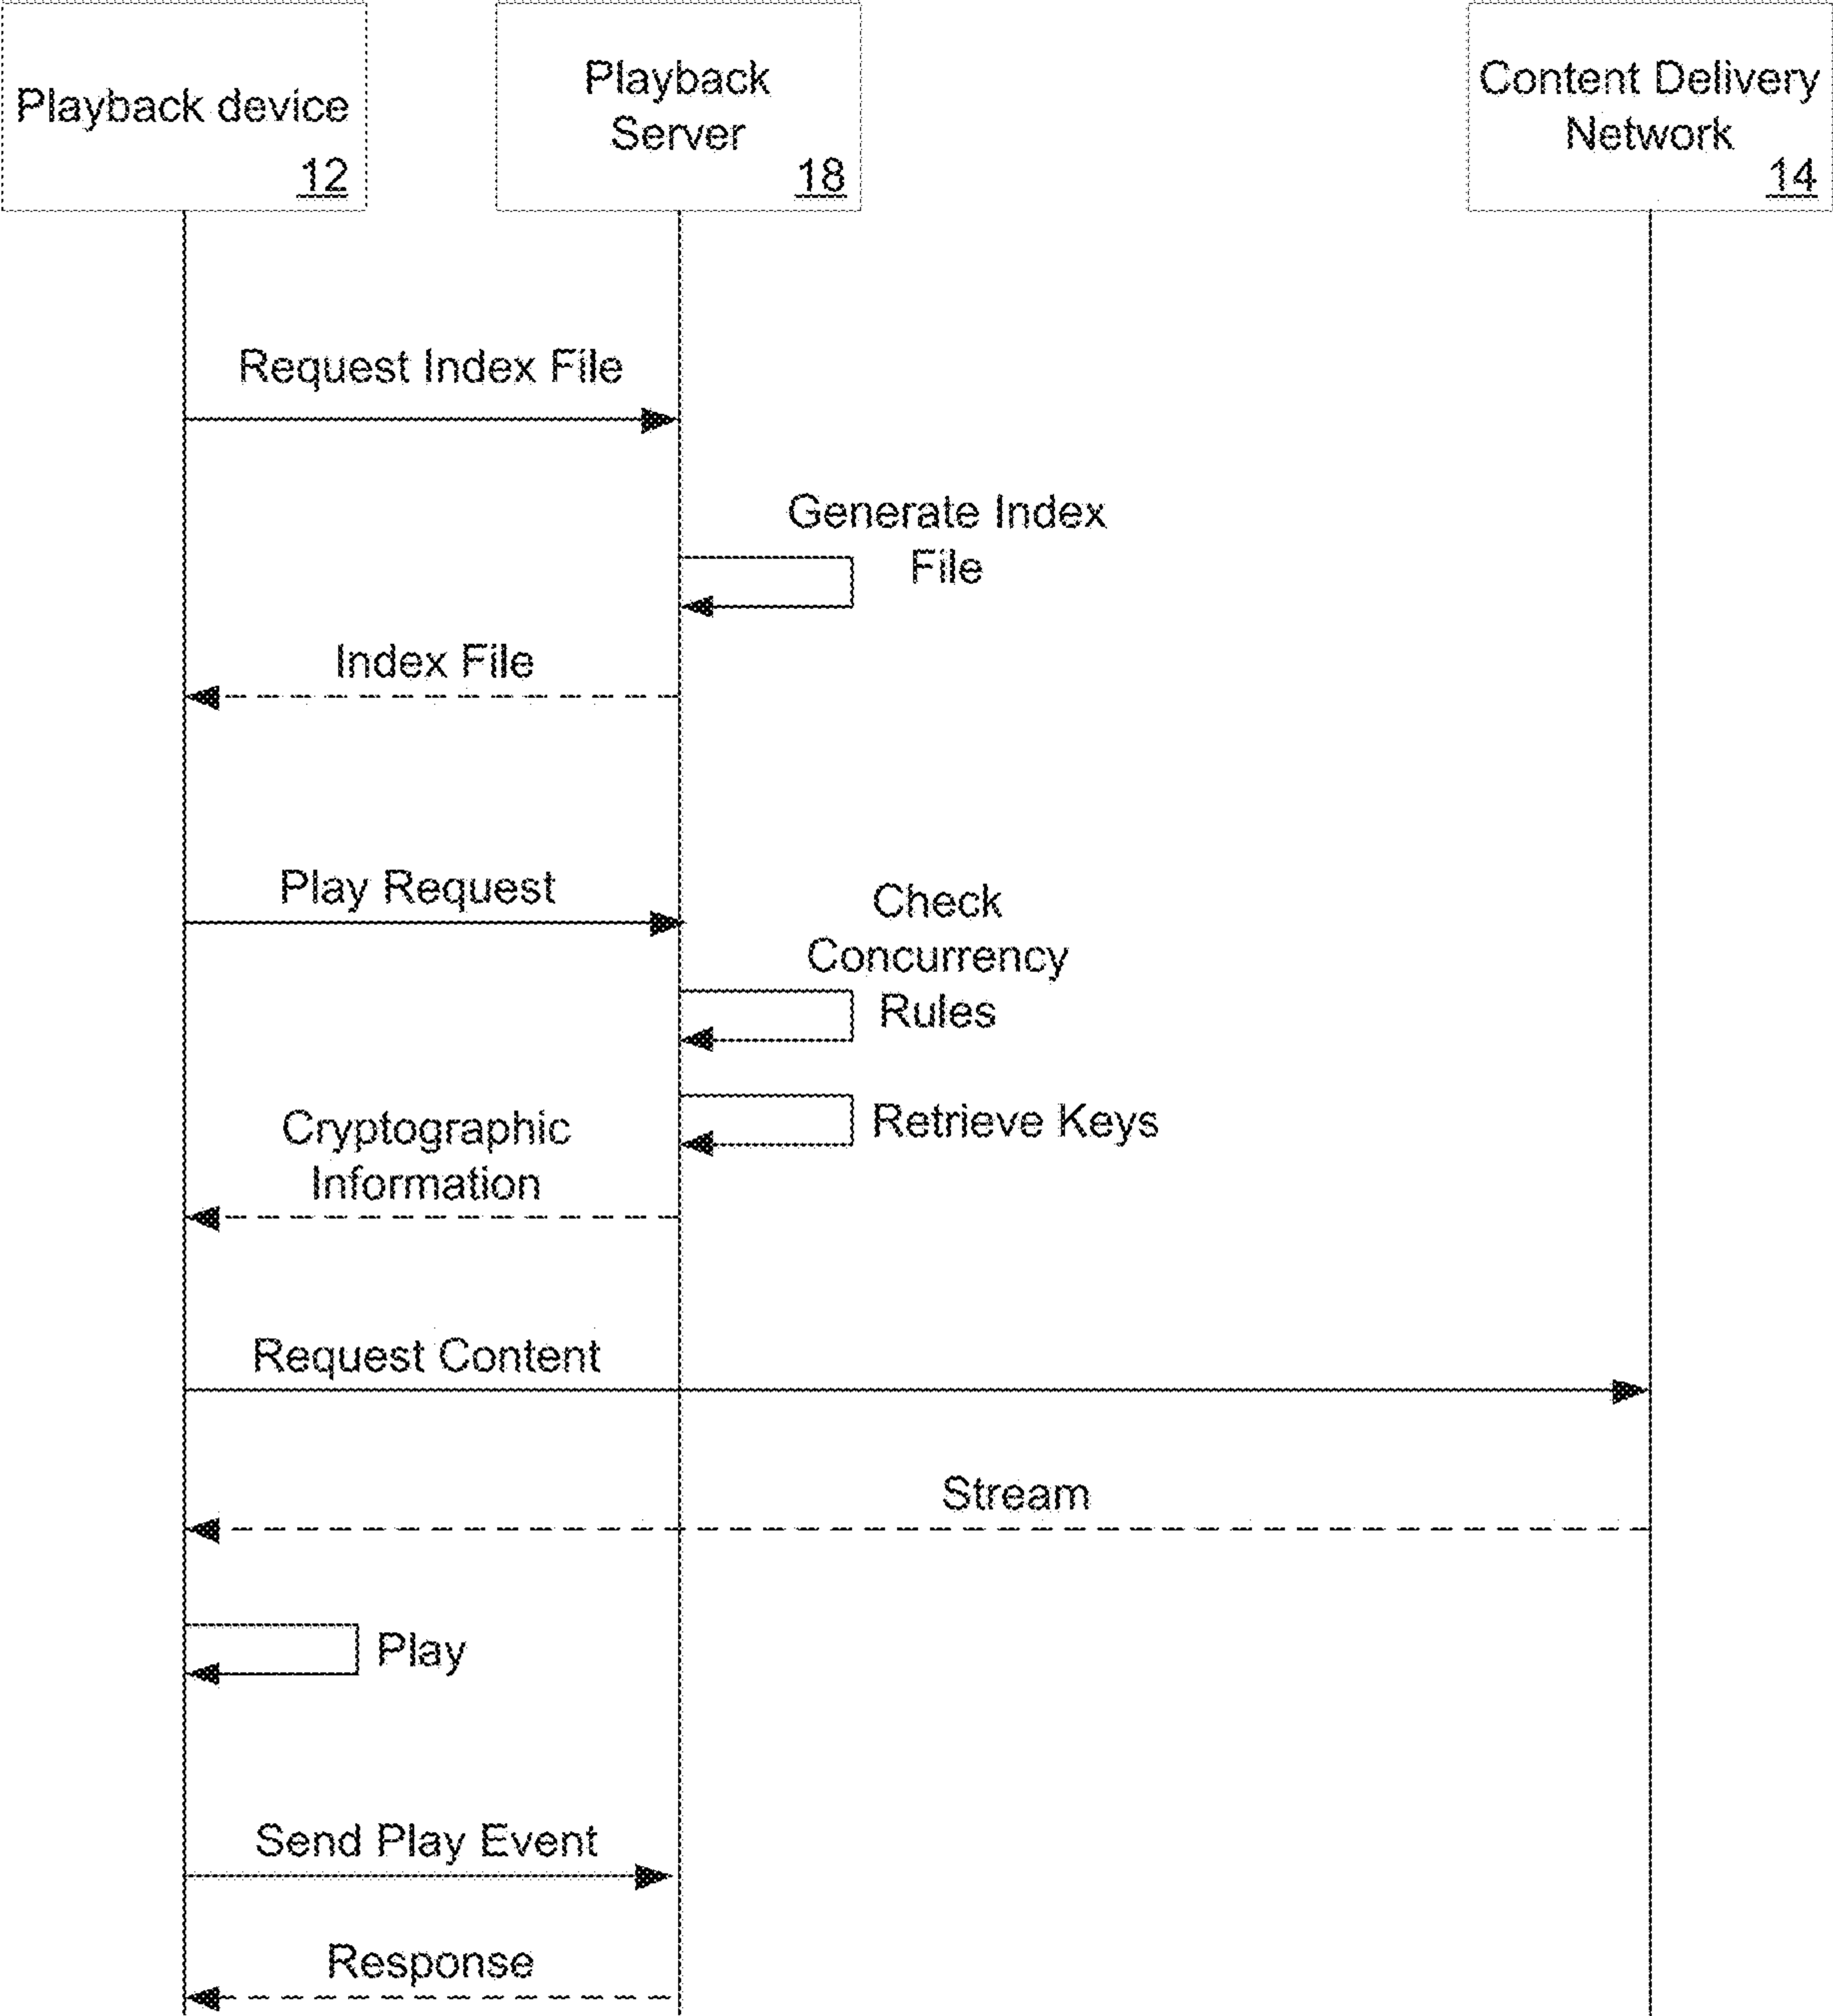 Playback device
12
Playback
Server
18
Content Delivery
Network
14
Request Index File
Generate Index
File
Index File
Play Request
Check
Concurrency
Rules
Retrieve Keys
Cryptographic
Information
Request Content
Stream
Play
Send Play Event
Response